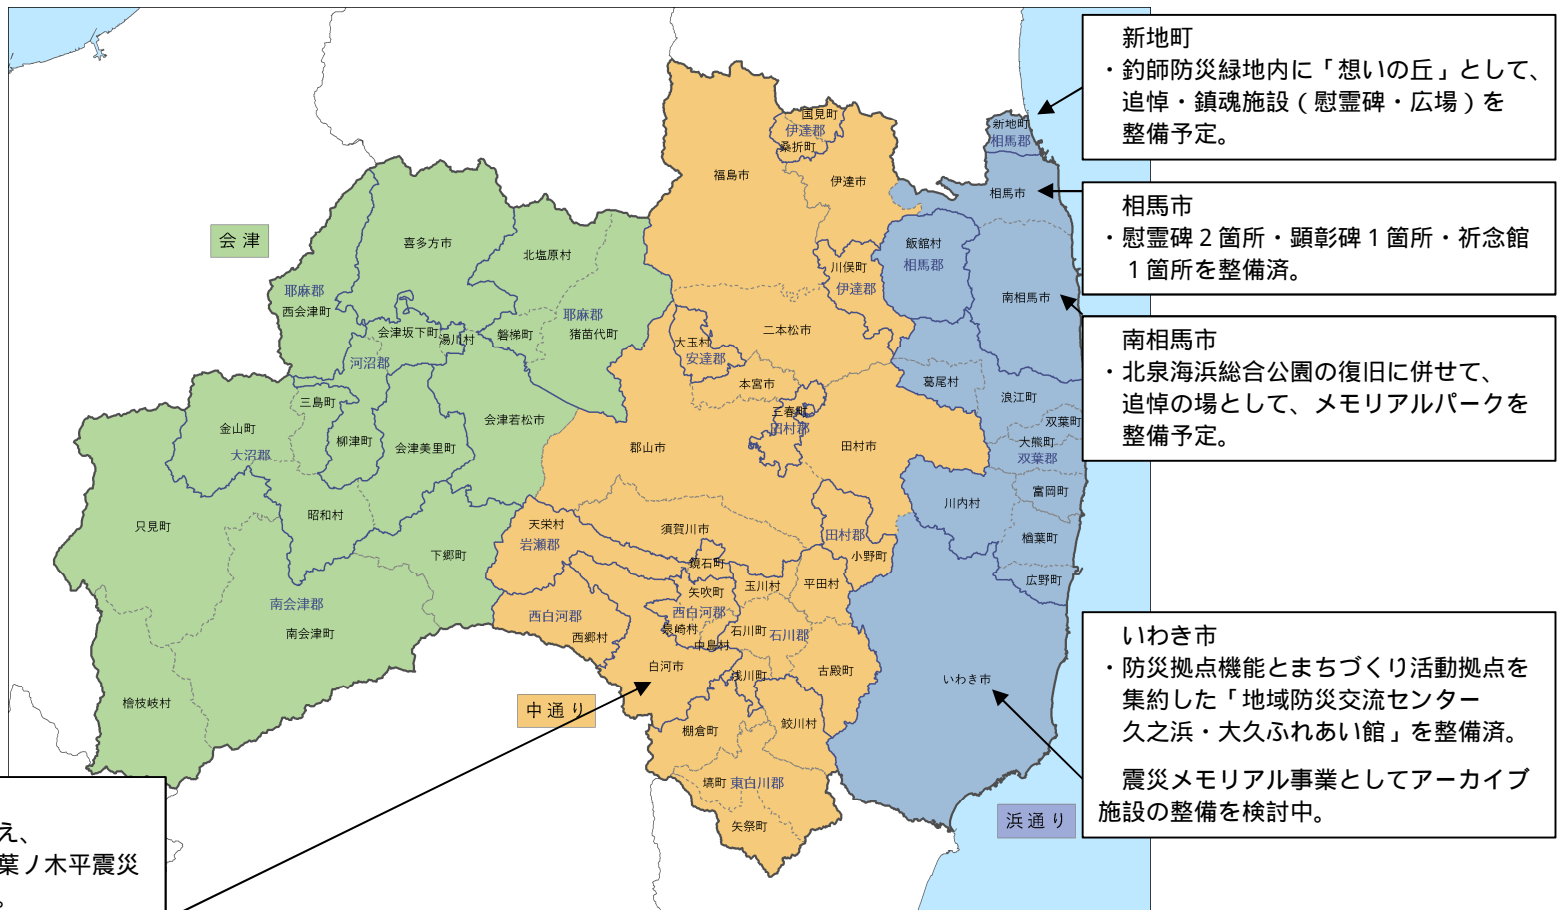 新地町
・釣師防災緑地内に「想いの丘」として、
追悼・鎮魂施設（慰霊碑・広場）を
整備予定。
相馬市
・慰霊碑２箇所・顕彰碑１箇所・祈念館
１箇所を整備済。
南相馬市
・北泉海浜総合公園の復旧に併せて、
追悼の場として、メモリアルパークを
整備予定。
いわき市
・防災拠点機能とまちづくり活動拠点を
集約した「地域防災交流センター
久之浜・大久ふれあい館」を整備済。
震災メモリアル事業としてアーカイブ
施設の整備を検討中。
え、
葉ノ木平震災
。
会津
喜多方市
北塩原村
耶麻郡
西会津町
耶麻郡
猪苗代町
会津坂下町
湯川村
磐梯町
河沼郡
三島町
金山町
大沼郡
柳津町
会津美里町
会津若松市
只見町
昭和村
下郷町
南会津郡
南会津町
檜枝岐村
中通り
国見町
伊達郡
桑折町
福島市
伊達市
川俣町
伊達郡
二本松市
大玉村
安達郡
本宮市
三春町
田村郡
郡山市
田村市
天栄村
岩瀬郡
須賀川市
鏡石町
田村郡
小野町
西白河郡
西郷村
矢吹町
西白河郡
泉崎村
中島村
玉川村
平田村
石川町
石川郡
白河市
浅川町
古殿町
棚倉町
鮫川村
塙町
東白川郡
矢祭町
浜通り
新地町
相馬郡
相馬市
飯舘村
相馬郡
南相馬市
葛尾村
浪江町
双葉町
大熊町
双葉郡
富岡町
川内村
楢葉町
広野町
いわき市